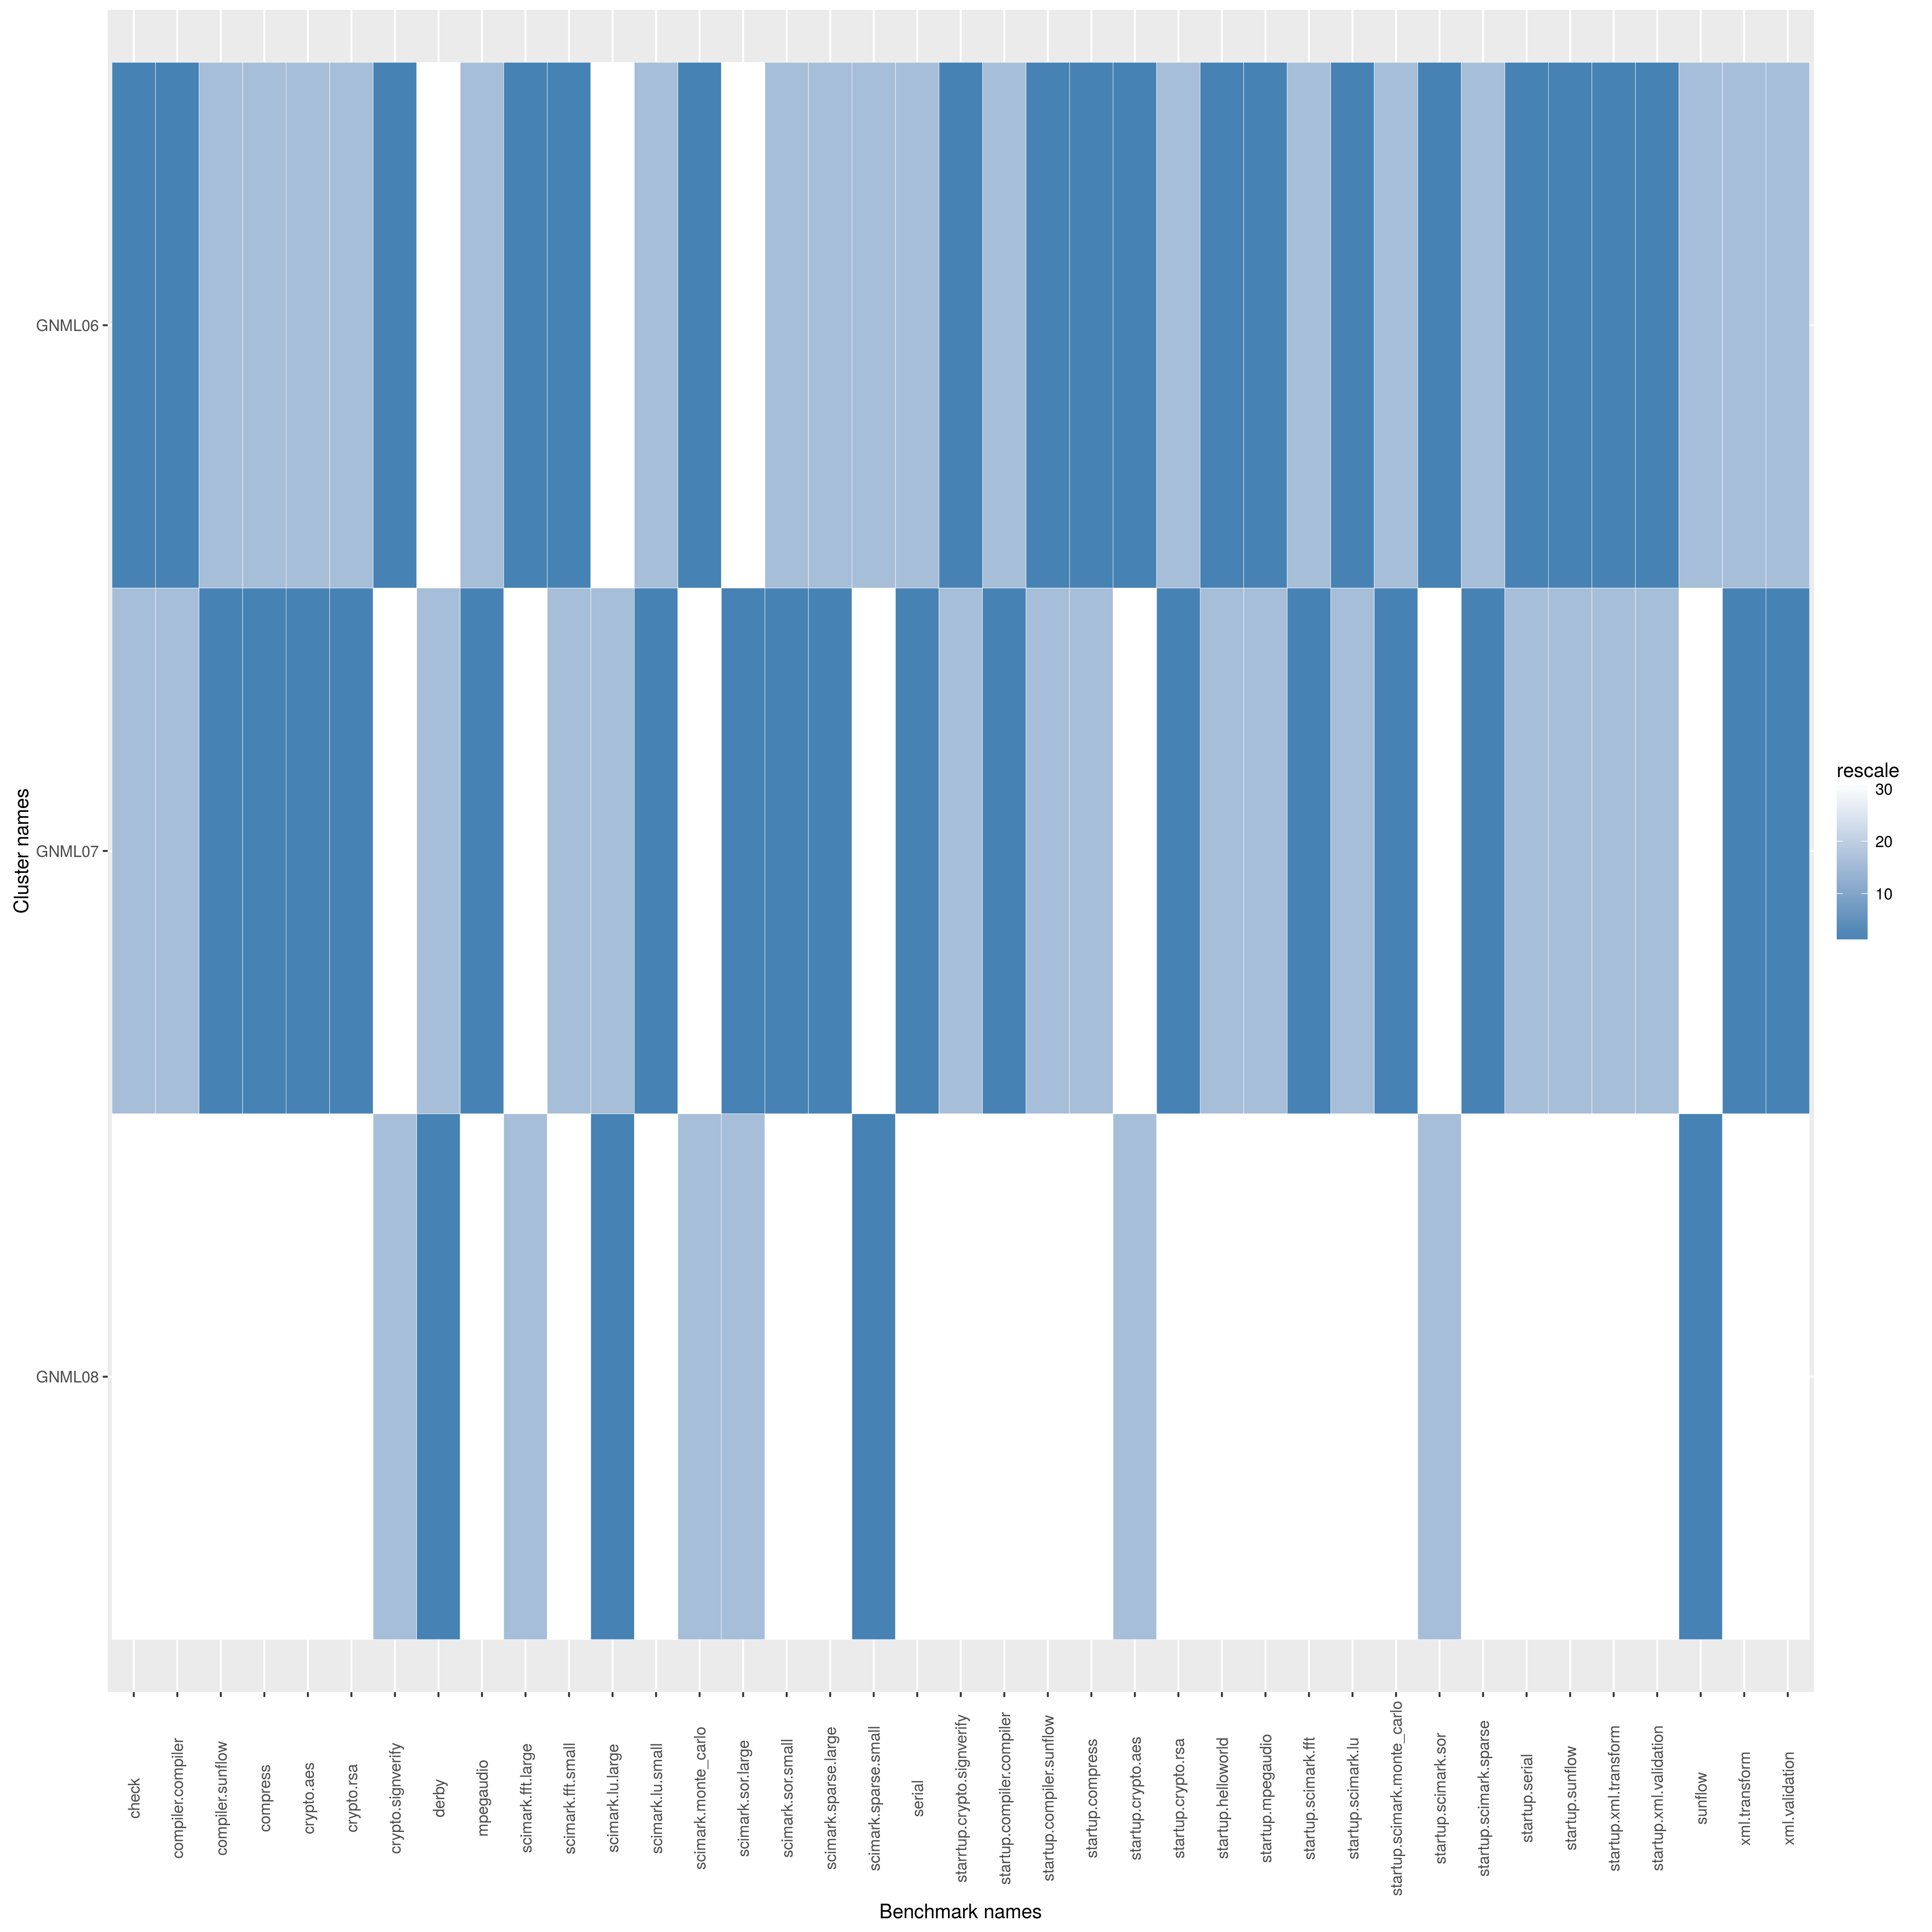 Cluster names
GNML06
GNML07
GNML08
rescale
30
20
10
check
compiler.compiler
compiler.sunflow
compress
crypto.aes
crypto.rsa
crypto.signverify
derby
mpegaudio
scimark.fft.large
scimark.fft.small
scimark.lu.large
scimark.lu.small
scimark.monte_carlo
scimark.sor.large
scimark.sor.small
scimark.sparse.large
scimark.sparse.small
serial
starrtup.crypto.signverify
startup.compiler.compiler
startup.compiler.sunflow
startup.compress
startup.crypto.aes
startup.crypto.rsa
startup.helloworld
startup.mpegaudio
startup.scimark.fft
startup.scimark.lu
startup.scimark.monte_carlo
startup.scimark.sor
startup.scimark.sparse
startup.serial
startup.sunflow
startup.xml.transform
startup.xml.validation
sunflow
xml.transform
xml.validation
Benchmark names